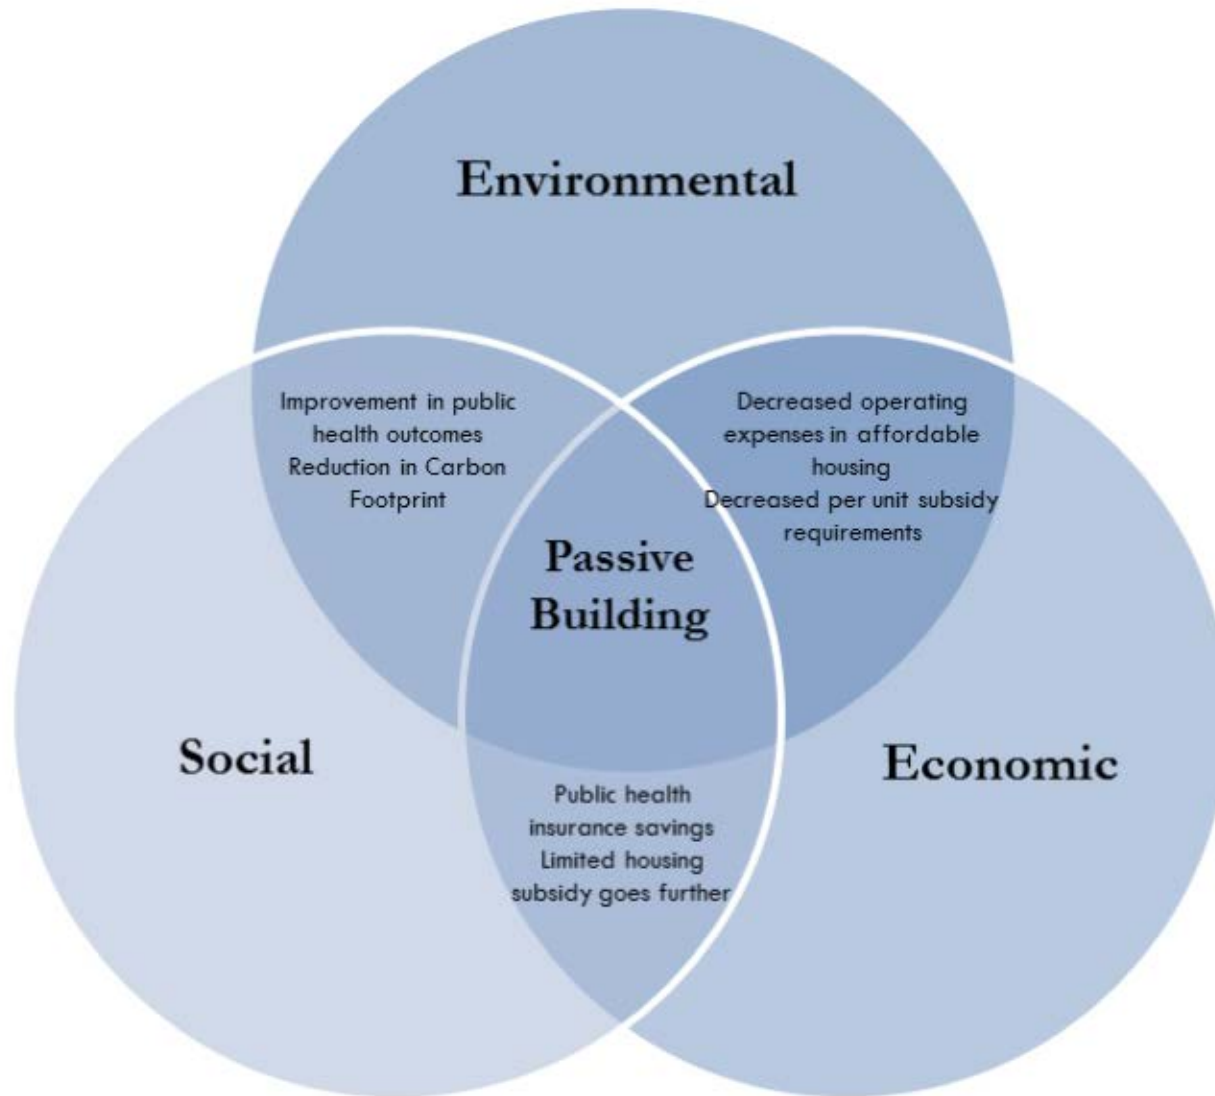 Environmental
Improvement in public
health outcomes
Reduction in Carbon
Footprint
Decreased operating
expenses in affordable
housing
Decreased per unit subsidy
requirements
Passive
Building
Social
Economic
Public health
insurance savings
Limited housing
subsidy goes further